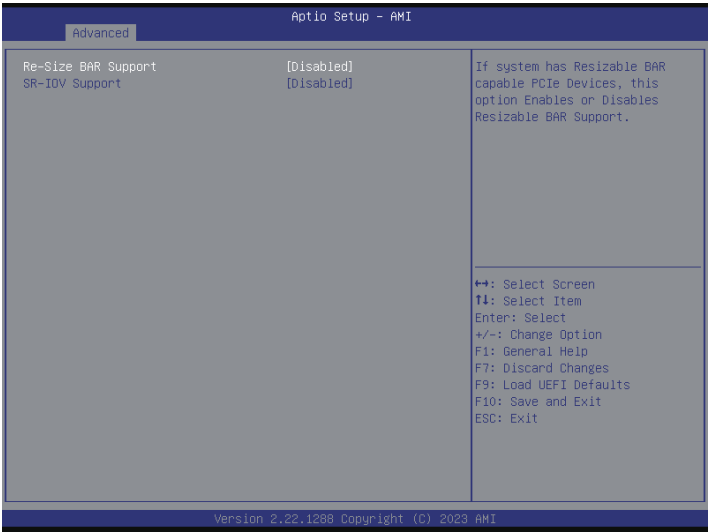 Aptio Setup – AMI
Advanced
Re-Size BAR Support [Disabled]
SR-IOV Support [Disabled]
If system has Resizable BAR
capable PCIe Devices, this
option Enables or Disables
Resizable BAR Support.
↔: Select Screen
↑↓: Select Item
Enter: Select
+/-: Change Option
F1: General Help
F7: Discard Changes
F9: Load UEFI Defaults
F10: Save and Exit
ESC: Exit
Version 2.22.1288 Copyright (C) 2023 AMI